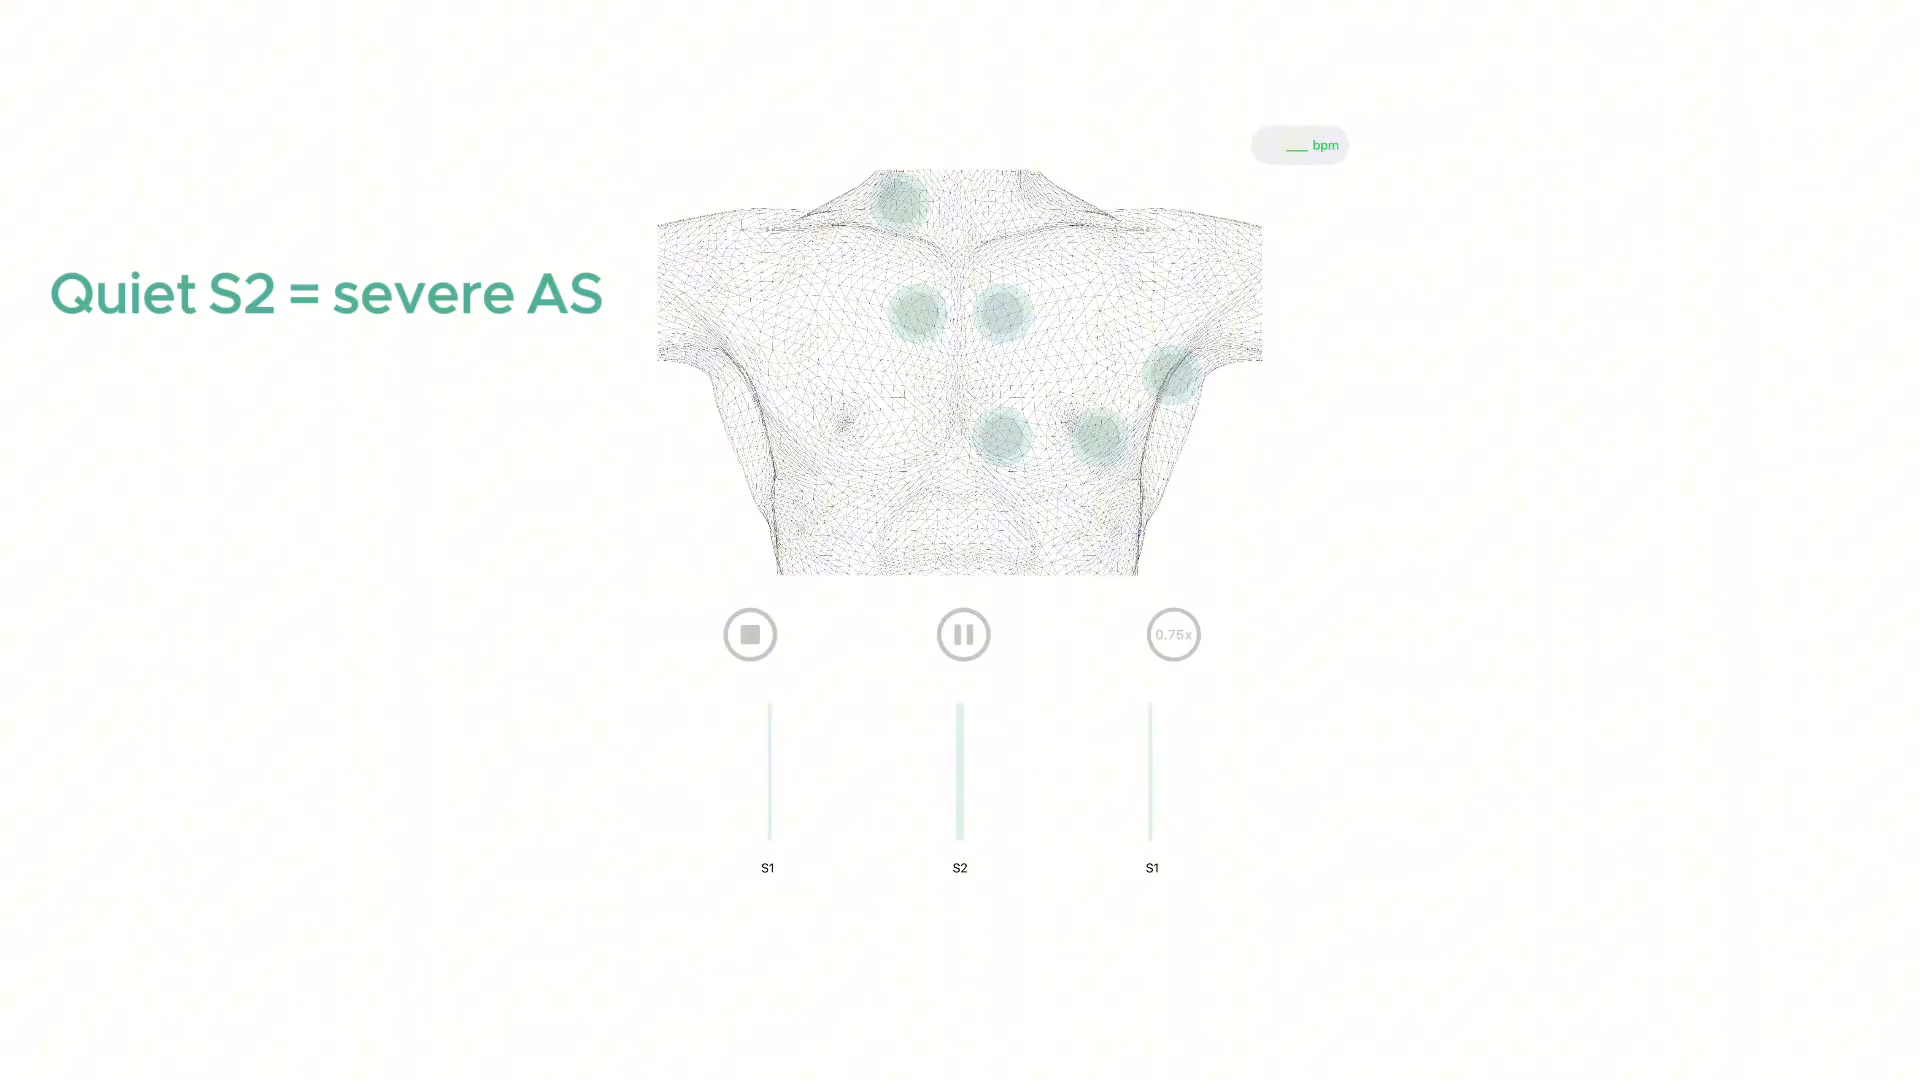 ___ bpm
Quiet S2 = severe AS
0.75x
S1 S2 S1